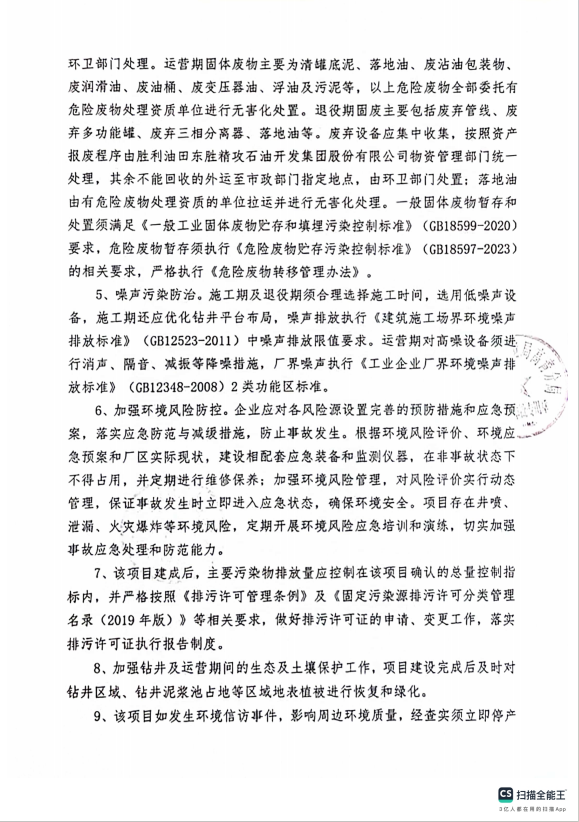 环卫部门处理。运营期固体废物主要为清罐底泥、落地油、废沾油包装物、
废润滑油、废油桶、废变压器油、浮油及污泥等，以上危险废物全部委托有
危险废物处理资质单位进行无害化处置。退役期固废主要包括废弃管线、废
弃多功能罐、废弃三相分离器、落地油等。废弃设备应集中收集，按照资产
报废程序由胜利油田东胜精攻石油开发集团股份有限公司物资管理部门统一
处理，其余不能回收的外运至市政部门指定地点，由环卫部门处置；落地油
由有危险废物处理资质的单位拉运并进行无害化处理。一般固体废物暂存和
处置须满足《一般工业固体废物贮存和填埋污染控制标准》（GB18599-2020）
要求，危险废物暂存须执行《危险废物贮存污染控制标准》（GB18597-2023）
的相关要求，严格执行《危险废物转移管理办法》。
5、噪声污染防治。施工期及退役期须合理选择施工时间，选用低噪声设
备，施工期还应优化钻井平台布局，噪声排放执行《建筑施工场界环境噪声
排放标准》（GB12523-2011）中噪声排放限值要求。运营期对高噪设备须进
行消声、隔音、减振等降噪措施，厂界噪声执行《工业企业厂界环境噪声排
放标准》（GB12348-2008）2 类功能区标准。
6、加强环境风险防控。企业应对各风险源设置完善的预防措施和应急预
案，落实应急防范与减缓措施，防止事故发生。根据环境风险评价、环境应
急预案和厂区实际现状，建设相配套应急装备和监测仪器，在非事故状态下
不得占用，并定期进行维修保养；加强环境风险管理，对风险评价实行动态
管理，保证事故发生时立即进入应急状态，确保环境安全。项目存在井喷、
泄漏、火灾爆炸等环境风险，定期开展环境风险应急培训和演练，切实加强
事故应急处理和防范能力。
7、该项目建成后，主要污染物排放量应控制在该项目确认的总量控制指
标内，并严格按照《排污许可管理条例》及《固定污染源排污许可分类管理
名录（2019 年版）》等相关要求，做好排污许可证的申请、变更工作，落实
排污许可证执行报告制度。
8、加强钻井及运营期间的生态及土壤保护工作，项目建设完成后及时对
钻井区域、钻井泥浆池占地等区域地表植被进行恢复和绿化。
9、该项目如发生环境信访事件，影响周边环境质量，经查实须立即停产
CS 扫描全能王
3亿人都在用的扫描App